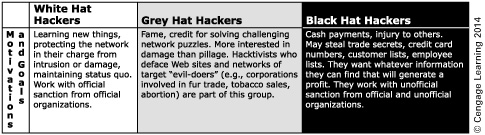 White Hat
Hackers
Grey Hat Hackers
Black Hat Hackers
Motivations
and Goals
Learning new things,
protecting the network
in their charge from
intrusion or damage,
maintaining status quo.
Work with official
sanction from official
organizations.
Fame, credit for solving challenging
network puzzles. More interested in
damage than pillage. Hacktivists who
deface Web sites and networks of
target “evil-doers” (e.g., corporations
involved in fur trade, tobacco sales,
abortion) are part of this group.
Cash payments, injury to others.
May steal trade secrets, credit card
numbers, customer lists, employee
lists. They want whatever information
they can find that will generate a
profit. They work with unofficial
sanction from official and unofficial
organizations.
© Cengage Learning 2014